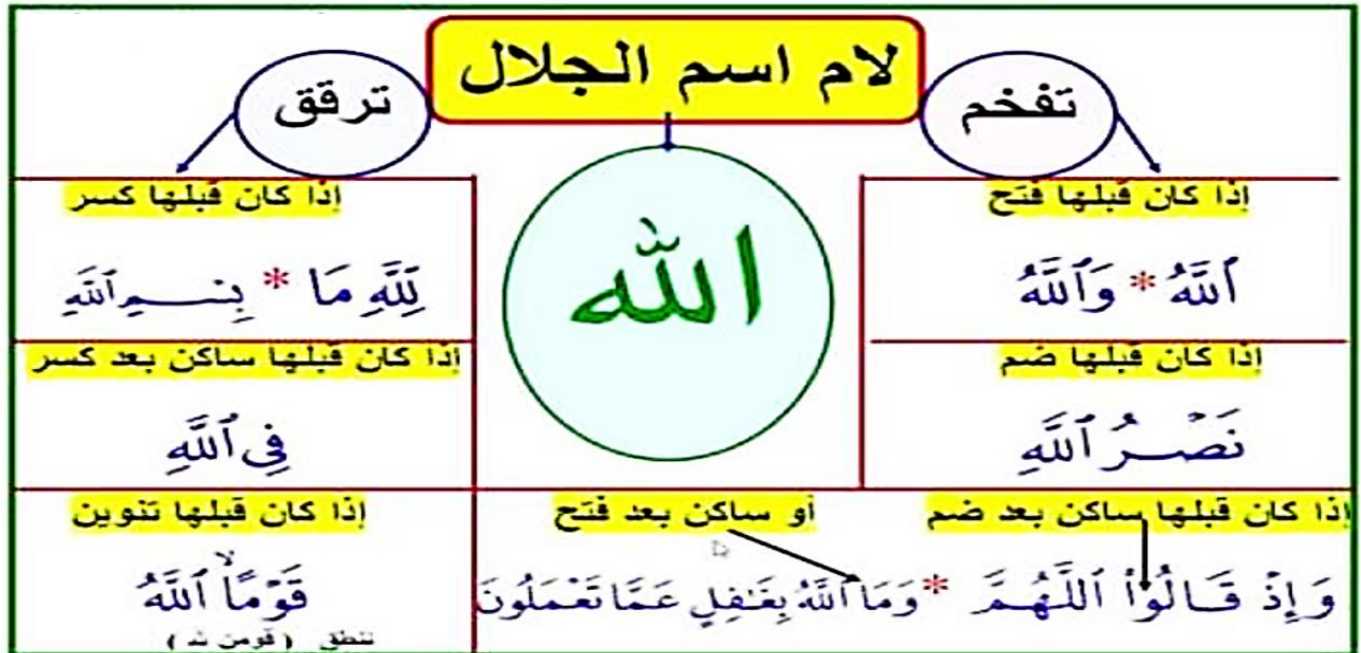 لام اسم الجلال
تفخم
ترقق
الله
إذا كان قبلها فتح
ٱللَّهُ * وَٱللَّهُ
إذا كان قبلها ضم
نَصْرُ ٱللَّهِ
إذا كان قبلها ساكن بعد ضم
أو ساكن بعد فتح
وَإِذْ قَالُواْ ٱللَّهُمَّ * وَمَا ٱللَّهُ بِغَٰفِلٍ عَمَّا تَعْمَلُونَ
إذا كان قبلها كسر
لِلَّهِ مَا * بِسْمِ ٱللَّهِ
إذا كان قبلها ساكن بعد كسر
فِى ٱللَّهِ
إذا كان قبلها تنوين
قَوْمًا ۙ ٱللَّهُ
تنطق ( قومن لله )